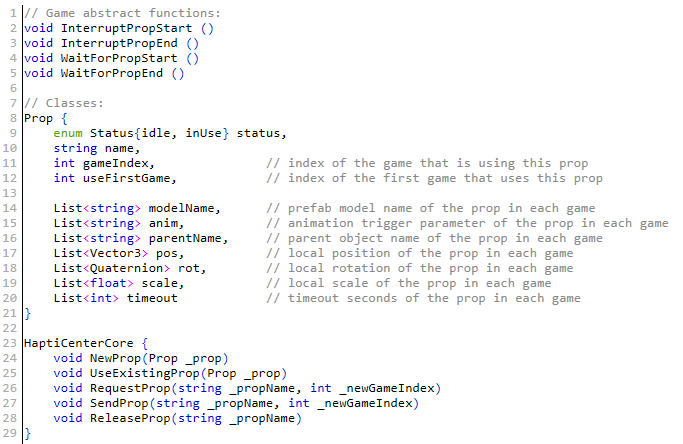 1 // Game abstract functions:
2 void InterruptPropStart ()
3 void InterruptPropEnd ()
4 void WaitForPropStart ()
5 void WaitForPropEnd ()
6
7 // Classes:
8 Prop {
9     enum Status{idle, inUse} status,
10     string name,
11     int gameIndex,               // index of the game that is using this prop
12     int useFirstGame,            // index of the first game that uses this prop
13
14     List<string> modelName,      // prefab model name of the prop in each game
15     List<string> anim,           // animation trigger parameter of the prop in each game
16     List<string> parentName,     // parent object name of the prop in each game
17     List<Vector3> pos,           // local position of the prop in each game
18     List<Quaternion> rot,        // local rotation of the prop in each game
19     List<float> scale,           // local scale of the prop in each game
20     List<int> timeout            // timeout seconds of the prop in each game
21 }
22
23 HaptiCenterCore {
24     void NewProp(Prop _prop)
25     void UseExistingProp(Prop _prop)
26     void RequestProp(string _propName, int _newGameIndex)
27     void SendProp(string _propName, int _newGameIndex)
28     void ReleaseProp(string _propName)
29 }